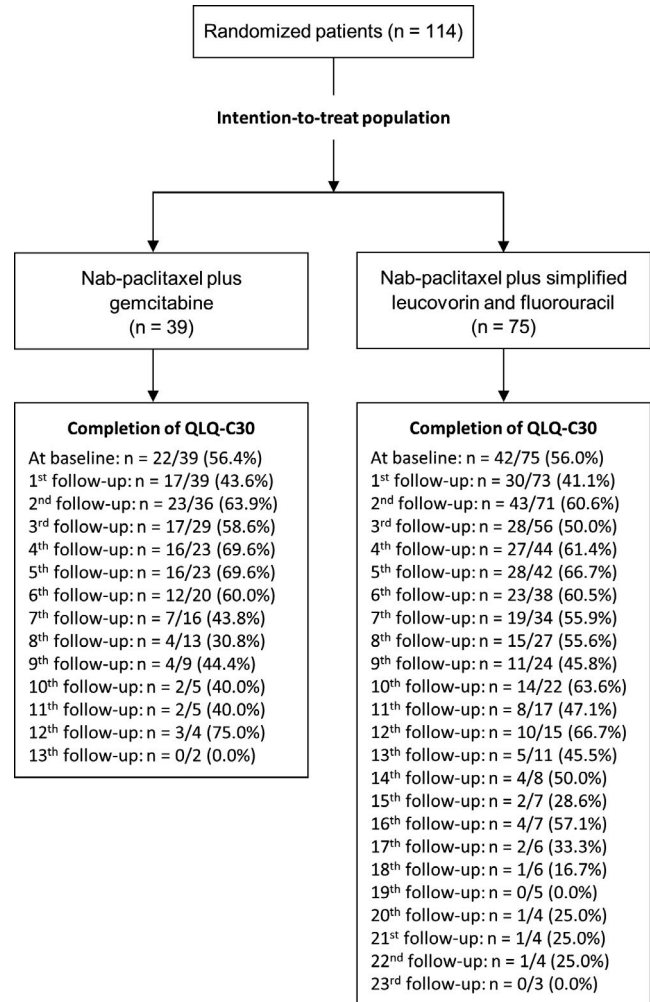 Randomized patients (n = 114)
Intention-to-treat population
Nab-paclitaxel plus
gemcitabine
(n = 39)
Nab-paclitaxel plus simplified
leucovorin and fluorouracil
(n = 75)
Completion of QLQ-C30
At baseline: n = 22/39 (56.4%)
1st follow-up: n = 17/39 (43.6%)
2nd follow-up: n = 23/36 (63.9%)
3rd follow-up: n = 17/29 (58.6%)
4th follow-up: n = 16/23 (69.6%)
5th follow-up: n = 16/23 (69.6%)
6th follow-up: n = 12/20 (60.0%)
7th follow-up: n = 7/16 (43.8%)
8th follow-up: n = 4/13 (30.8%)
9th follow-up: n = 4/9 (44.4%)
10th follow-up: n = 2/5 (40.0%)
11th follow-up: n = 2/5 (40.0%)
12th follow-up: n = 3/4 (75.0%)
13th follow-up: n = 0/2 (0.0%)
Completion of QLQ-C30
At baseline: n = 42/75 (56.0%)
1st follow-up: n = 30/73 (41.1%)
2nd follow-up: n = 43/71 (60.6%)
3rd follow-up: n = 28/56 (50.0%)
4th follow-up: n = 27/44 (61.4%)
5th follow-up: n = 28/42 (66.7%)
6th follow-up: n = 23/38 (60.5%)
7th follow-up: n = 19/34 (55.9%)
8th follow-up: n = 15/27 (55.6%)
9th follow-up: n = 11/24 (45.8%)
10th follow-up: n = 14/22 (63.6%)
11th follow-up: n = 8/17 (47.1%)
12th follow-up: n = 10/15 (66.7%)
13th follow-up: n = 5/11 (45.5%)
14th follow-up: n = 4/8 (50.0%)
15th follow-up: n = 2/7 (28.6%)
16th follow-up: n = 4/7 (57.1%)
17th follow-up: n = 2/6 (33.3%)
18th follow-up: n = 1/6 (16.7%)
19th follow-up: n = 0/5 (0.0%)
20th follow-up: n = 1/4 (25.0%)
21st follow-up: n = 1/4 (25.0%)
22nd follow-up: n = 1/4 (25.0%)
23rd follow-up: n = 0/3 (0.0%)